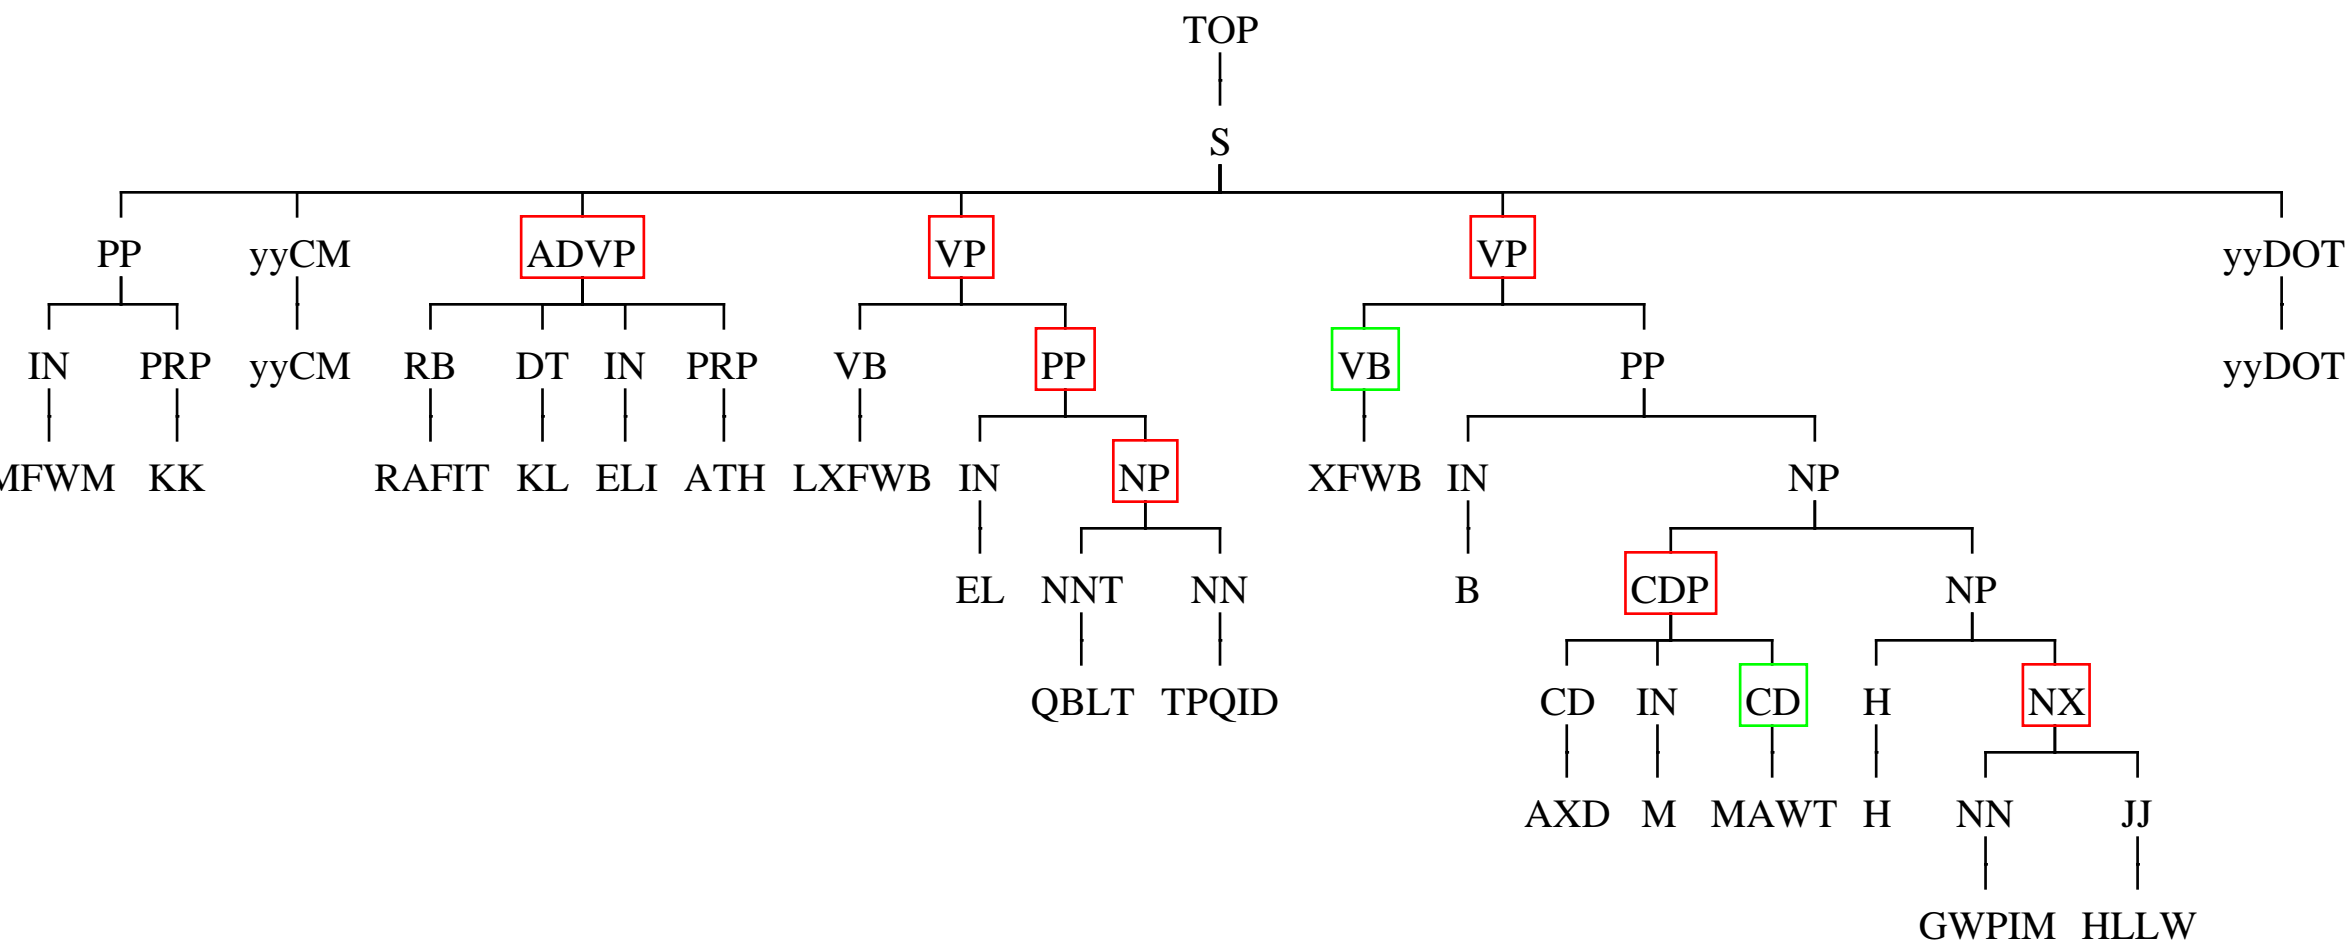 TOP
S
PP yyCM ADVP VP VP yyDOT
IN PRP yyCM RB DT IN PRP VB PP VB PP yyDOT
KK RAFIT KL ELI ATH LXFWB IN NP XFWB IN NP
EL NNT NN B CDP NP
QBLT TPQID CD IN CD H NX
AXD M MAWT H NN JJ
GWPIM HLLW